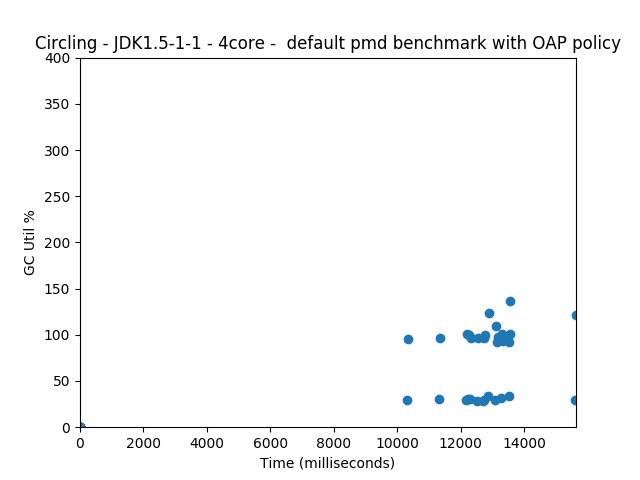 Circling - JDK1.5-1-1 - 4core -  default pmd benchmark with OAP policy
400
350
300
250
200
150
100
50
0
GC Util %
0 2000 4000 6000 8000 10000 12000 14000
Time (milliseconds)